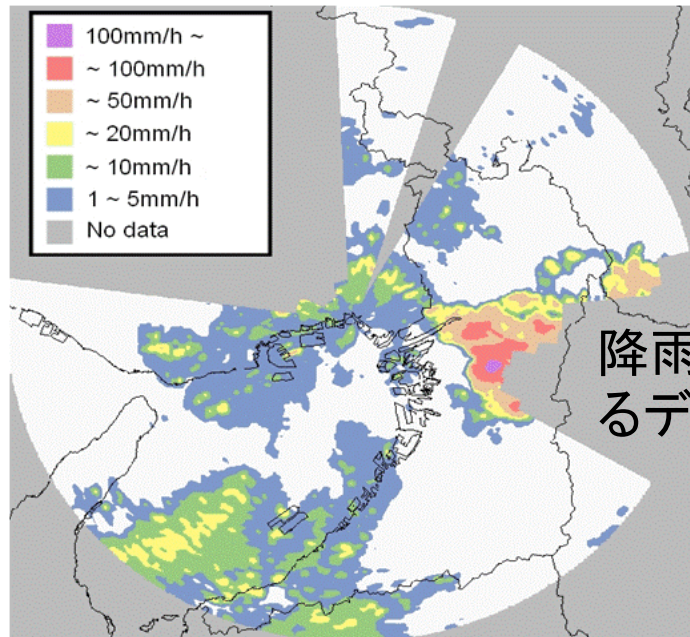 100mm/h ~
~ 100mm/h
~ 50mm/h
~ 20mm/h
~ 10mm/h
1 ~ 5mm/h
No data
降雨
るデ